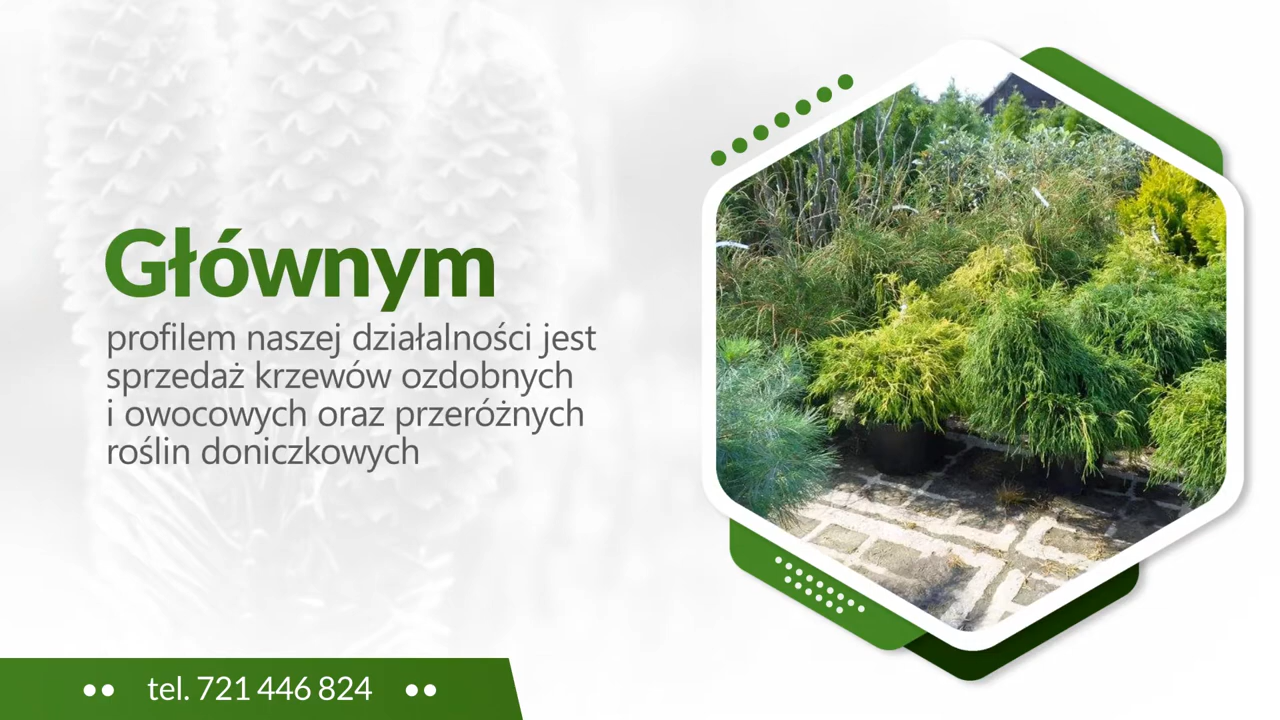 Głównym
profilem naszej działalności jest
sprzedaż krzewów ozdobnych
i owocowych oraz przeróżnych
roślin doniczkowych
tel. 721 446 824